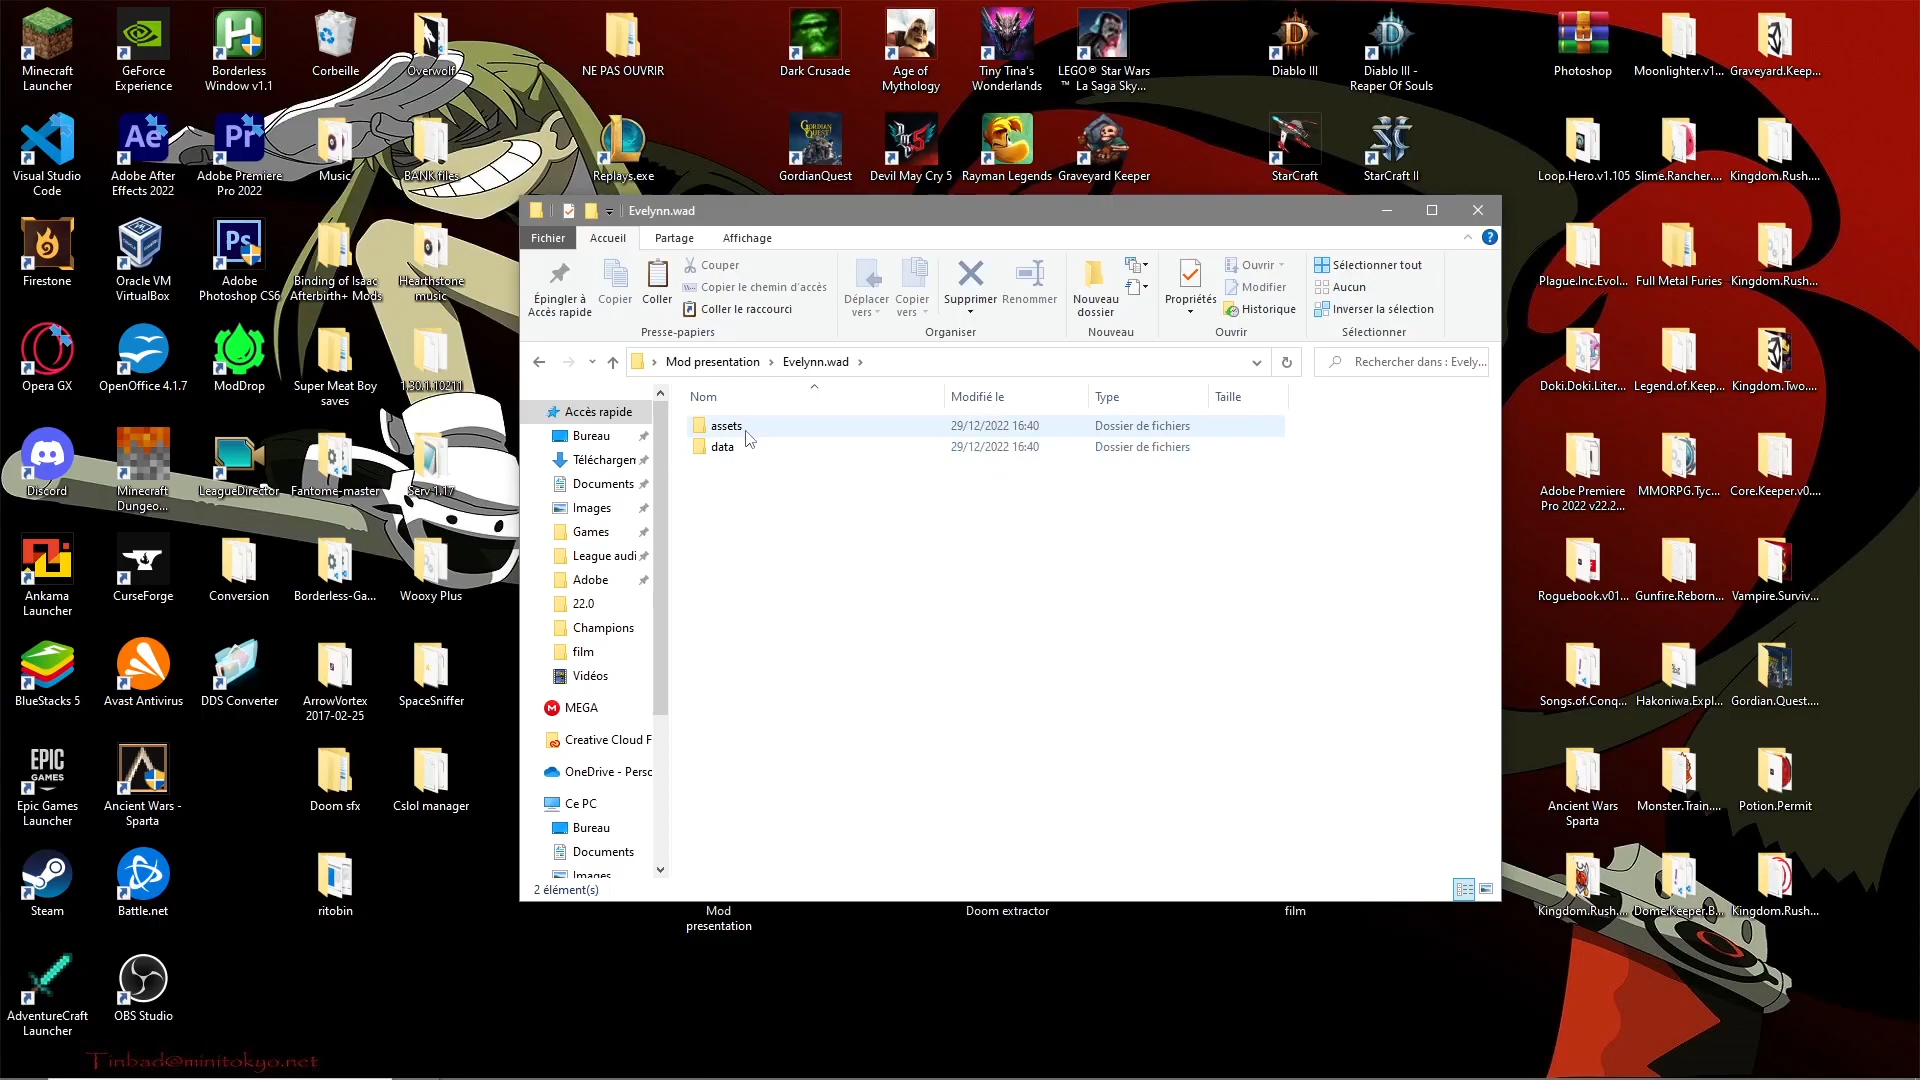 Minecraft
Launcher
GeForce
Experience
Borderless
Window v1.1
Corbeille
Overwolf
NE PAS OUVRIR
Dark Crusade
Age of
Mythology
Tiny Tina's
Wonderlands
LEGO® Star Wars
™ La Saga Sky...
Diablo III
Diablo III -
Reaper Of Souls
Photoshop
Moonlighter.v1...
Graveyard.Keep...
Visual Studio
Code
Ae
Adobe After
Effects 2022
Pr
Adobe Premiere
Pro 2022
Music
BANK files
Replays.exe
GORDIAN
QUEST
GordianQuest
Devil May Cry 5
Rayman Legends
Graveyard Keeper
StarCraft
StarCraft II
Loop.Hero.v1.105
Slime.Rancher....
Kingdom.Rush....
Firestone
Oracle VM
VirtualBox
Ps
Adobe
Photoshop CS6
Binding of Isaac
Afterbirth+ Mods
Hearthstone
music
Plague.Inc.Evol...
Full Metal Furies
Kingdom.Rush...
Opera GX
OpenOffice 4.1.7
ModDrop
Super Meat Boy
saves
1.30.1.10211
Doki.Doki.Liter...
Legend.of.Keep...
Kingdom.Two....
Discord
Minecraft
Dungeo...
LeagueDirector
Fantome-master
Serv 1.17
Adobe Premiere
Pro 2022 v22.2...
MMORPG.Tyc...
Core.Keeper.v0....
Ankama
Launcher
CurseForge
Conversion
Borderless-Ga...
Wooxy Plus
Roguebook.v01...
Gunfire.Reborn...
Vampire.Surviv...
BlueStacks 5
Avast Antivirus
DDS Converter
ArrowVortex
2017-02-25
SpaceSniffer
Songs.of.Conq...
Hakoniwa.Expl...
Gordian.Quest....
EPIC
GAMES
Epic Games
Launcher
Ancient Wars -
Sparta
Doom sfx
Cslol manager
Ancient Wars
Sparta
Monster.Train....
Potion.Permit
Steam
Battle.net
ritobin
Mod
presentation
Doom extractor
film
Kingdom.Rush....
Dome.Keeper.B...
Kingdom.Rush...
AdventureCraft
Launcher
OBS Studio
Tinbad@minitokyo.net
Evelynn.wad
Fichier
Accueil
Partage
Affichage
Épingler à
Accès rapide
Copier
Coller
Couper
Copier le chemin d'accès
Coller le raccourci
Presse-papiers
Déplacer
vers
Copier
vers
Supprimer
Renommer
Organiser
Nouveau
dossier
Nouveau
Propriétés
Ouvrir
Modifier
Historique
Ouvrir
Sélectionner tout
Aucun
Inverser la sélection
Sélectionner
Mod presentation
Evelynn.wad
Rechercher dans : Evely...
Nom
Modifié le
Type
Taille
assets
29/12/2022 16:40
Dossier de fichiers
data
29/12/2022 16:40
Dossier de fichiers
Accès rapide
Bureau
Téléchargen
Documents
Images
Games
League audi
Adobe
22.0
Champions
film
Vidéos
MEGA
Creative Cloud F
OneDrive - Perso
Ce PC
Bureau
Documents
Images
2 élément(s)